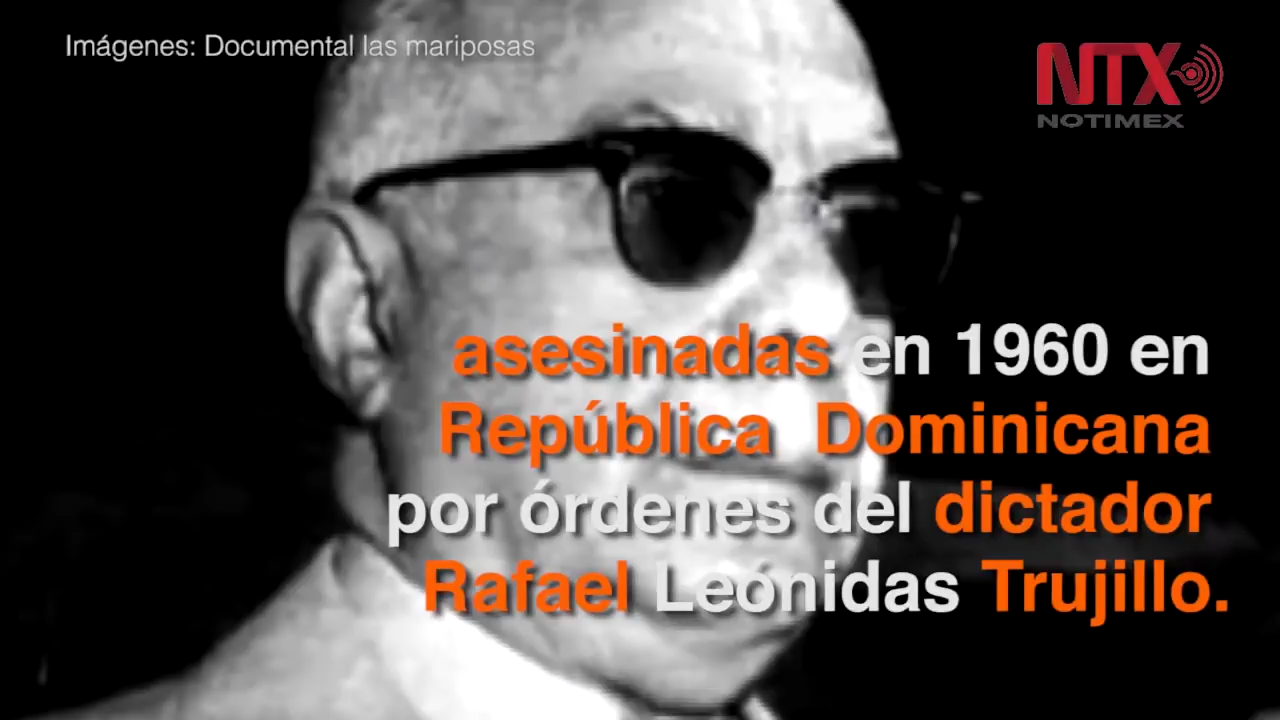 Imágenes: Documental las mariposas
NTX
NOTIMEX
asesinadas en 1960 en
República Dominicana
por órdenes del dictador
Rafael Leónidas Trujillo.